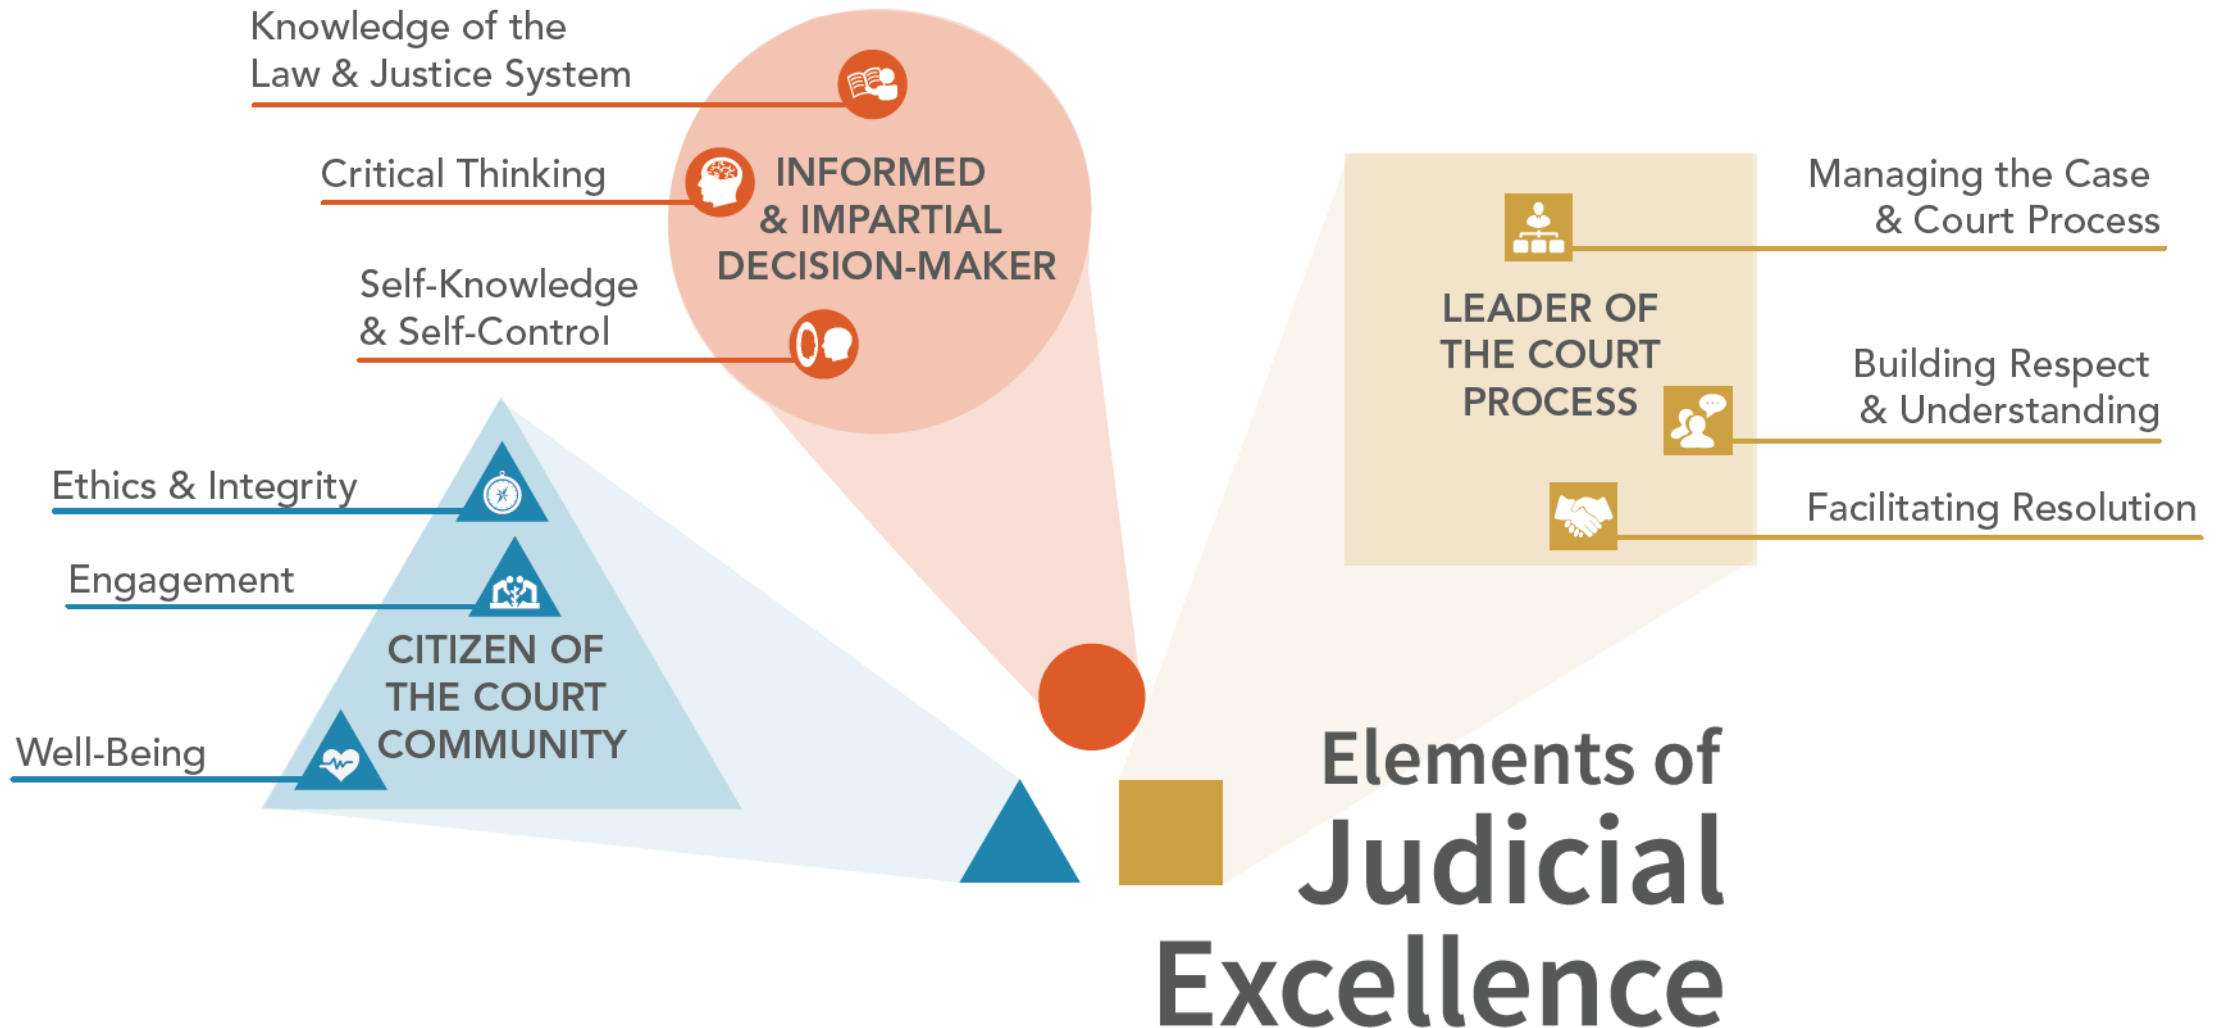 Knowledge of the
Law & Justice System
Critical Thinking
Self-Knowledge
& Self-Control
INFORMED
& IMPARTIAL
DECISION-MAKER
Ethics & Integrity
Engagement
Well-Being
CITIZEN OF
THE COURT
COMMUNITY
LEADER OF
THE COURT
PROCESS
Managing the Case
& Court Process
Building Respect
& Understanding
Facilitating Resolution
Elements of
Judicial
Excellence